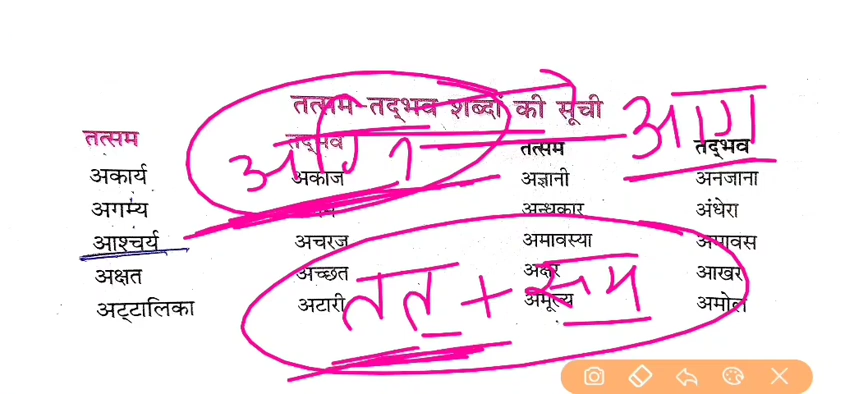 तत्सम-तद्भव शब्दों की सूची
आग
तत्सम तद्भव तत्सम तद्भव
अकार्य अकाज अज्ञानी अनजाना
अगम्य अन्धकार अंधेरा
आश्चर्य अचरज अमावस्या अमावस
अक्षत अच्छत अक्षर आखर
अट्टालिका अटारी अमूल्य अमोल
तत् + सम